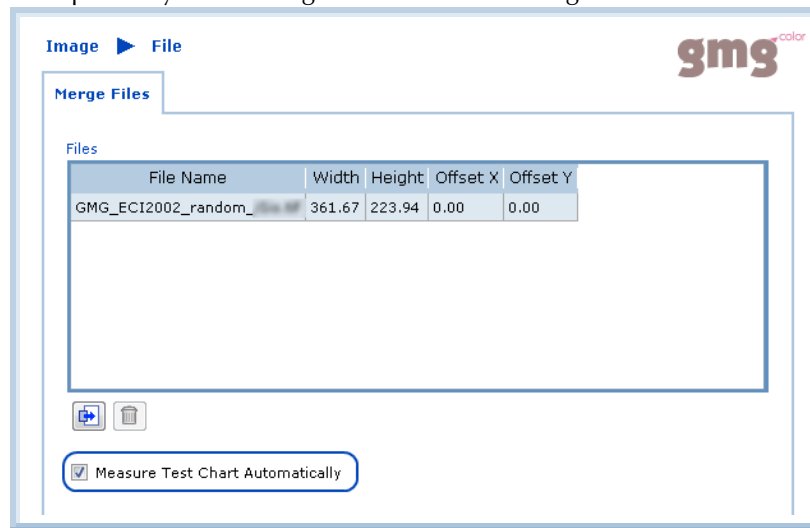 Image ▶ File
gmg color
Merge Files
Files
File Name Width Height Offset X Offset Y
GMG_ECI2002_random_ 361.67 223.94 0.00 0.00
Measure Test Chart Automatically